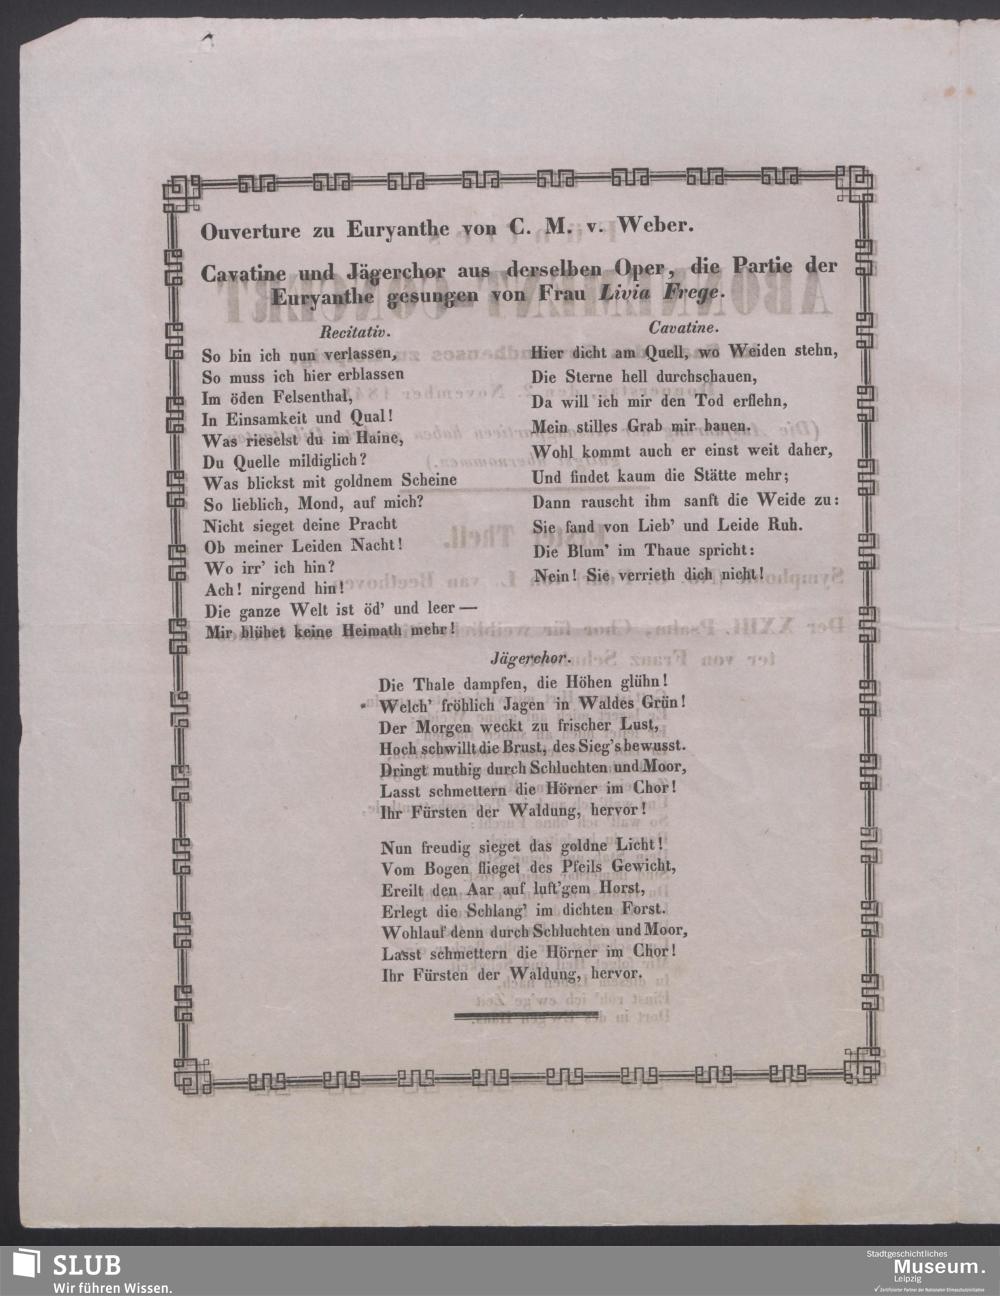 Ouverture zu Euryanthe von C. M. v. Weber.
Cavatine und Jägerchor aus derselben Oper, die Partie der
Euryanthe gesungen von Frau Livia Frege.
Recitativ.
So bin ich nun verlassen,
So muss ich hier erblassen
Im öden Felsenthal,
In Einsamkeit und Qual!
Was rieselst du im Haine,
Du Quelle mildiglich?
Was blickst mit goldnem Scheine
So lieblich, Mond, auf mich?
Nicht sieget deine Pracht
Ob meiner Leiden Nacht!
Wo irr' ich hin?
Ach! nirgend hin!
Die ganze Welt ist öd' und leer —
Mir blühet keine Heimath mehr!
Cavatine.
Hier dicht am Quell, wo Weiden stehn,
Die Sterne hell durchschauen,
Da will ich mir den Tod erflehn,
Mein stilles Grab mir bauen.
Wohl kommt auch er einst weit daher,
Und findet kaum die Stätte mehr;
Dann rauscht ihm sanft die Weide zu:
Sie fand von Lieb' und Leide Ruh.
Die Blum' im Thaue spricht:
Nein! Sie verrieth dich nicht!
Jägerchor.
Die Thale dampfen, die Höhen glühn!
Welch' fröhlich Jagen in Waldes Grün!
Der Morgen weckt zu frischer Lust,
Hoch schwillt die Brust, des Sieg's bewusst.
Dringt muthig durch Schluchten und Moor,
Lasst schmettern die Hörner im Chor!
Ihr Fürsten der Waldung, hervor!
Nun freudig sieget das goldne Licht!
Vom Bogen flieget des Pfeils Gewicht,
Ereilt den Aar auf luft'gem Horst,
Erlegt die Schlang' im dichten Forst.
Wohlauf denn durch Schluchten und Moor,
Lasst schmettern die Hörner im Chor!
Ihr Fürsten der Waldung, hervor.
SLUB
Wir führen Wissen.
Stadtgeschichtliches
Museum.
Leipzig
Zertifizierter Partner der Nationalen Klimaschutzinitiative